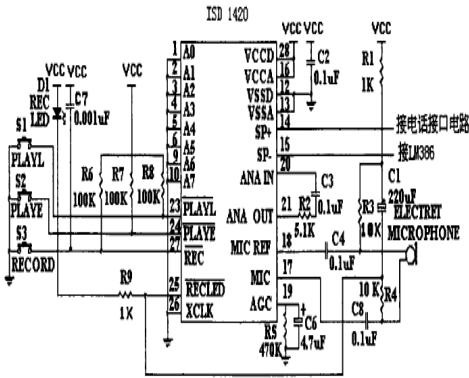 ISD 1420
VCC VCC VCC
VCC VCC
D1
REC
LED
C7
0.001uF
S1
PLAYL
S2
PLAYE
S3
RECORD
R6
100K
R7
100K
R8
100K
R9
1K
1 A0
2 A1
3 A2
4 A3
5 A4
6 A5
9 A6
10 A7
23 PLAYL
24 PLAYE
27 REC
25 RECLED
26 XCLK
VCCD 28
VCCA 16
VSSD 12
VSSA 13
SP+ 14
SP- 15
ANA IN 20
ANA OUT 21
MIC REF 18
MIC 17
AGC 19
C2
0.1uF
R1
1K
接电话接口电路
接LM386
C1
220uF
ELECTRET
MICROPHONE
C3
0.1uF
R2
5.1K
R3
10K
C4
0.1uF
10K
R4
C8
0.1uF
R5
470K
+
C6
4.7uF